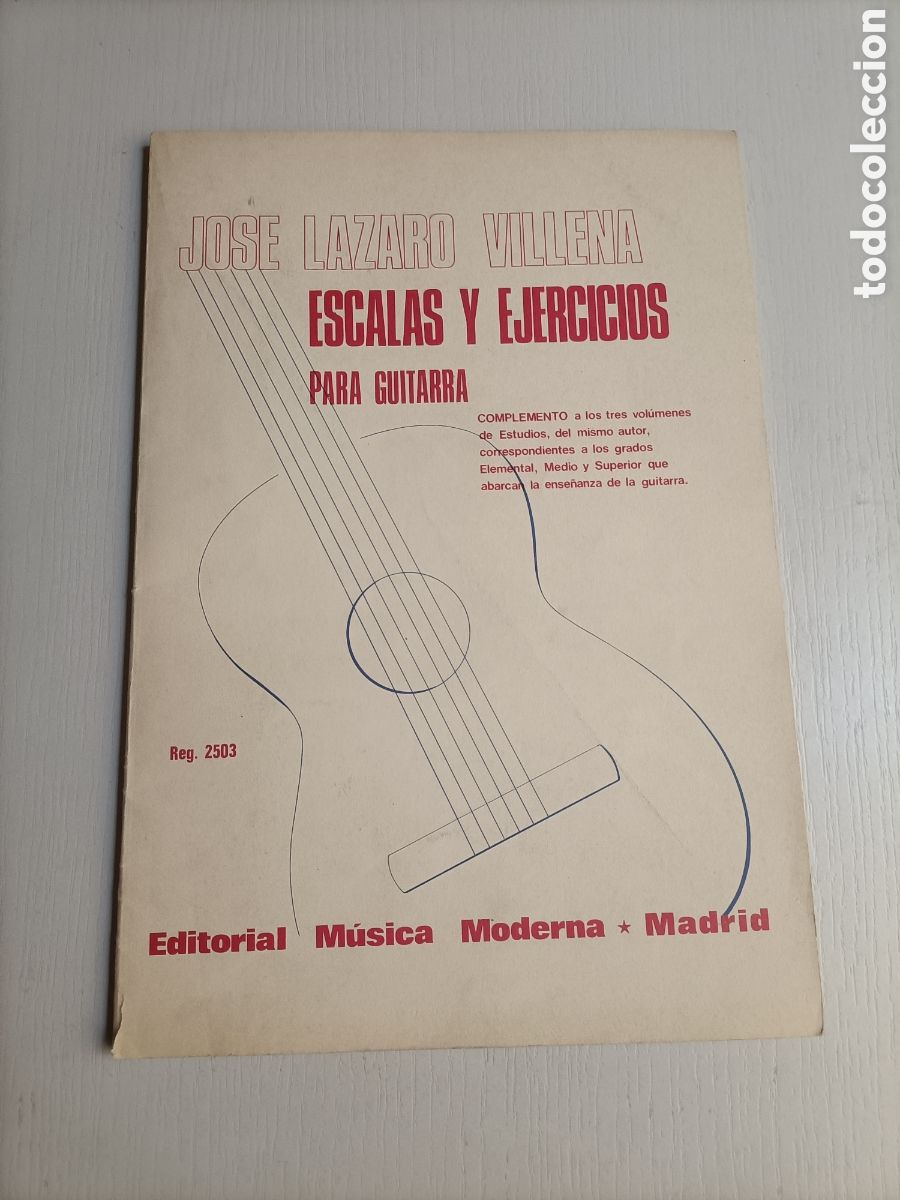 JOSE LAZARO VILLENA
ESCALAS Y EJERCICIOS
PARA GUITARRA
COMPLEMENTO a los tres volúmenes
de Estudios, del mismo autor,
correspondientes a los grados
Elemental, Medio y Superior que
abarcan la enseñanza de la guitarra.
Reg. 2503
Editorial Música Moderna ★ Madrid
todocoleccion